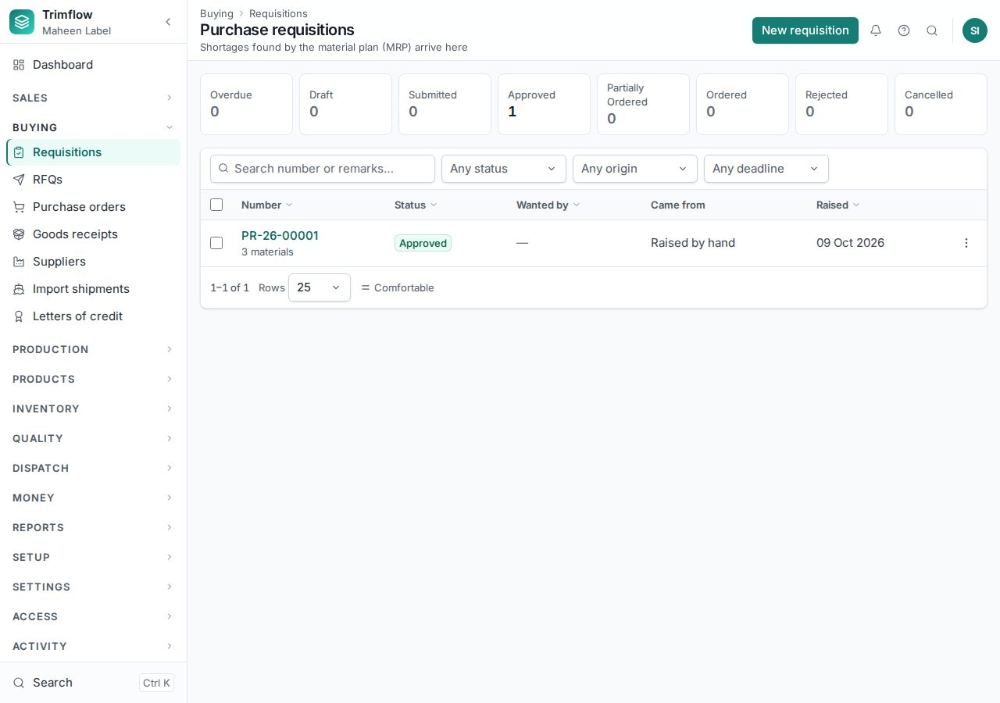 Trimflow
Maheen Label
Dashboard
SALES
BUYING
Requisitions
RFQs
Purchase orders
Goods receipts
Suppliers
Import shipments
Letters of credit
PRODUCTION
PRODUCTS
INVENTORY
QUALITY
DISPATCH
MONEY
REPORTS
SETUP
SETTINGS
ACCESS
ACTIVITY
Search Ctrl K
Buying Requisitions
Purchase requisitions
Shortages found by the material plan (MRP) arrive here
New requisition
SI
Overdue
0
Draft
0
Submitted
0
Approved
1
Partially
Ordered
0
Ordered
0
Rejected
0
Cancelled
0
Search number or remarks...
Any status
Any origin
Any deadline
Number Status Wanted by Came from Raised
PR-26-00001 Approved — Raised by hand 09 Oct 2026
3 materials
1–1 of 1 Rows 25 Comfortable